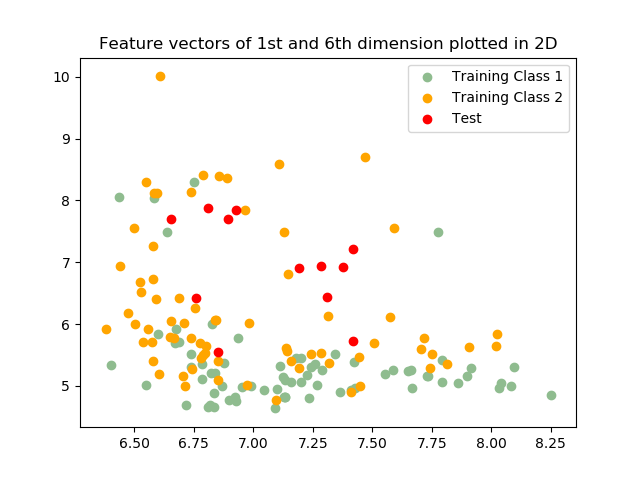 Feature vectors of 1st and 6th dimension plotted in 2D
Training Class 1
Training Class 2
Test
10
9
8
7
6
5
6.50 6.75 7.00 7.25 7.50 7.75 8.00 8.25